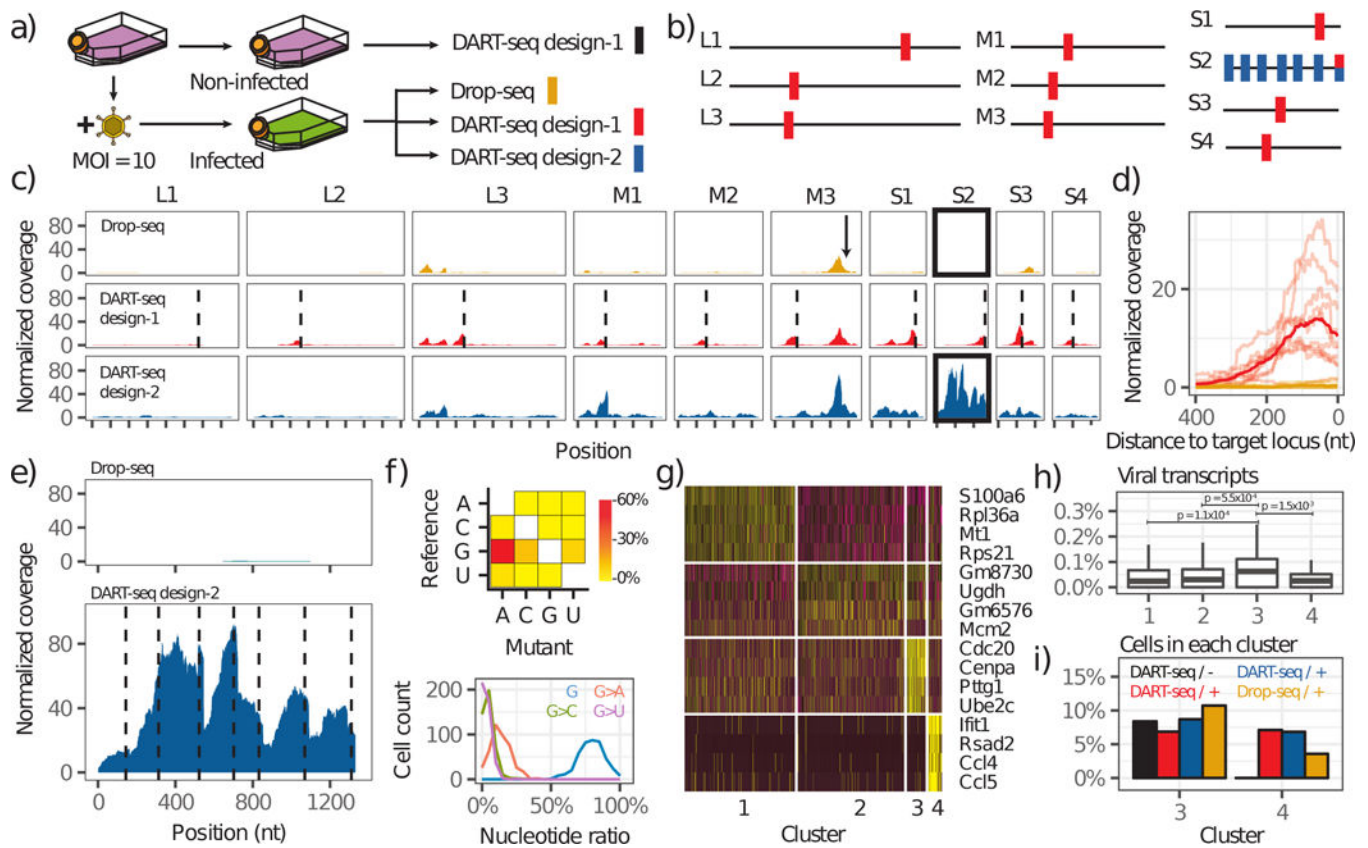 a)
Non-infected
+
MOI = 10
Infected
DART-seq design-1
Drop-seq
DART-seq design-1
DART-seq design-2
b)
L1
L2
L3
M1
M2
M3
S1
S2
S3
S4
c)
L1 L2 L3 M1 M2 M3 S1 S2 S3 S4
Normalized coverage
80
40
0
Drop-seq
80
40
0
DART-seq
design-1
80
40
0
DART-seq
design-2
Position
d)
Normalized coverage
20
0
400 200 0
Distance to target locus (nt)
e)
Normalized coverage
Drop-seq
80
40
0
DART-seq design-2
80
40
0
0 400 800 1200
Position (nt)
f)
Reference
A
C
G
U
A C G U
Mutant
-60%
-30%
-0%
Cell count
200
100
0
G G>A
G>C G>U
0% 50% 100%
Nucleotide ratio
g)
S100a6
Rpl36a
Mt1
Rps21
Gm8730
Ugdh
Gm6576
Mcm2
Cdc20
Cenpa
Pttg1
Ube2c
Ifit1
Rsad2
Ccl4
Ccl5
1 2 3 4
Cluster
h)
Viral transcripts
0.3%
0.2%
0.1%
0.0%
p = 5.5x10⁻⁴
p = 1.1x10⁻⁴
1 2 3 4
i)
Cells in each cluster
15%
10%
5%
0%
DART-seq / - DART-seq / +
DART-seq / + Drop-seq / +
3 4
Cluster